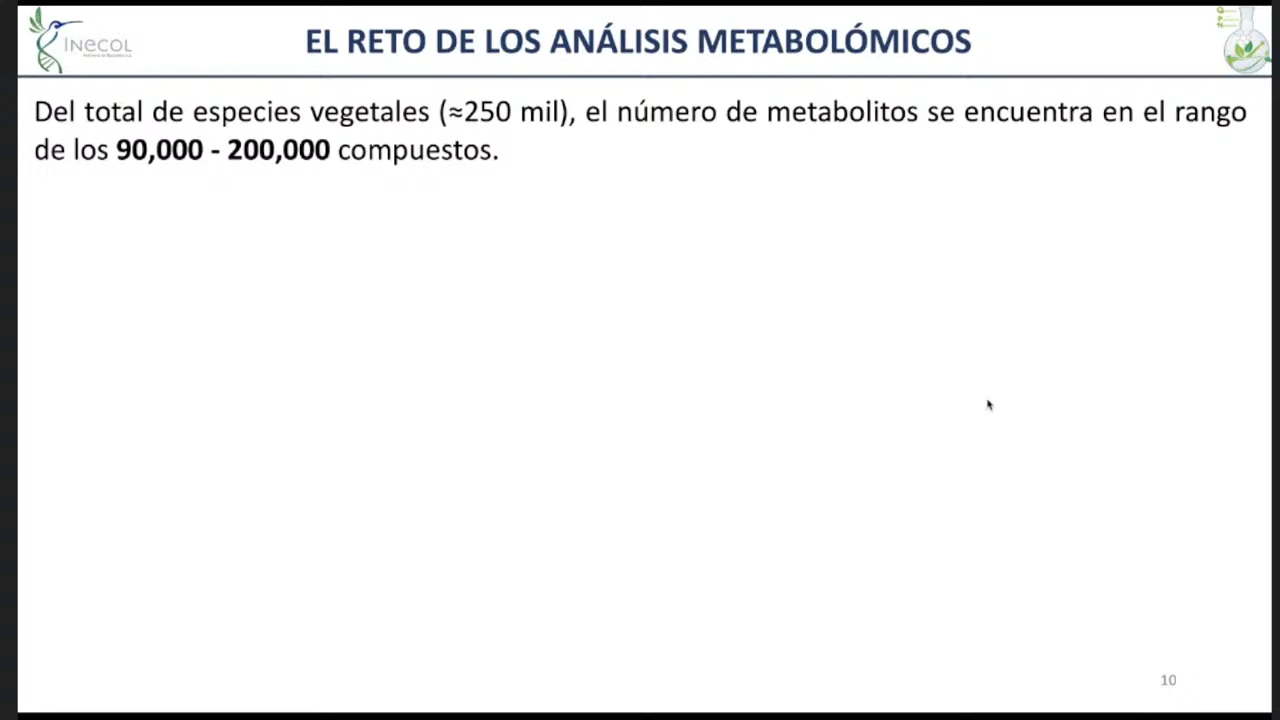 INECOL
EL RETO DE LOS ANÁLISIS METABOLÓMICOS
Del total de especies vegetales (≈250 mil), el número de metabolitos se encuentra en el rango
de los 90,000 - 200,000 compuestos.
10